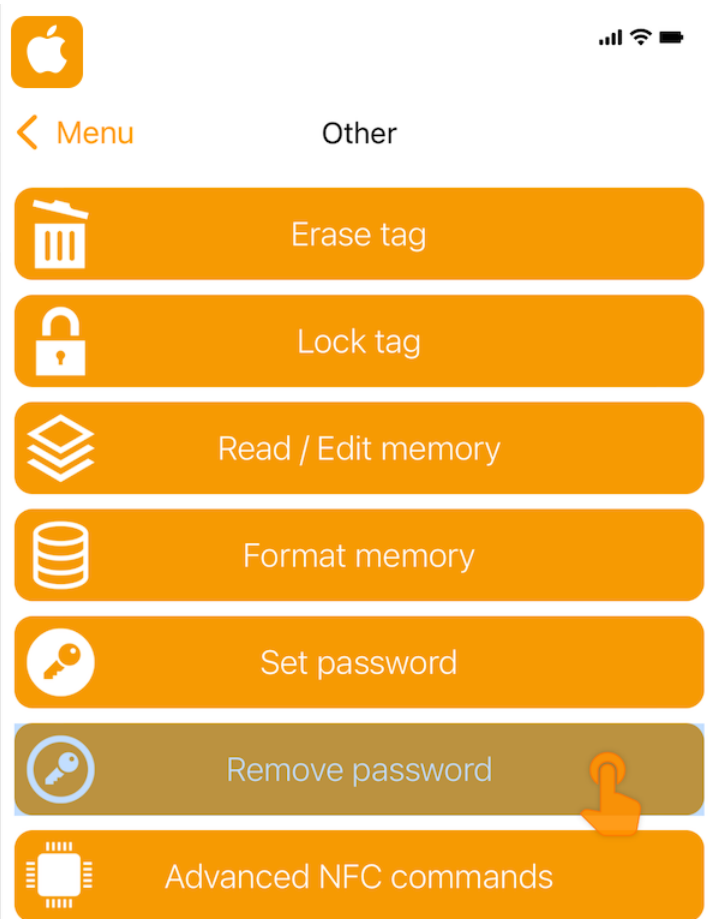 Menu
Other
Erase tag
Lock tag
Read / Edit memory
Format memory
Set password
Remove password
Advanced NFC commands